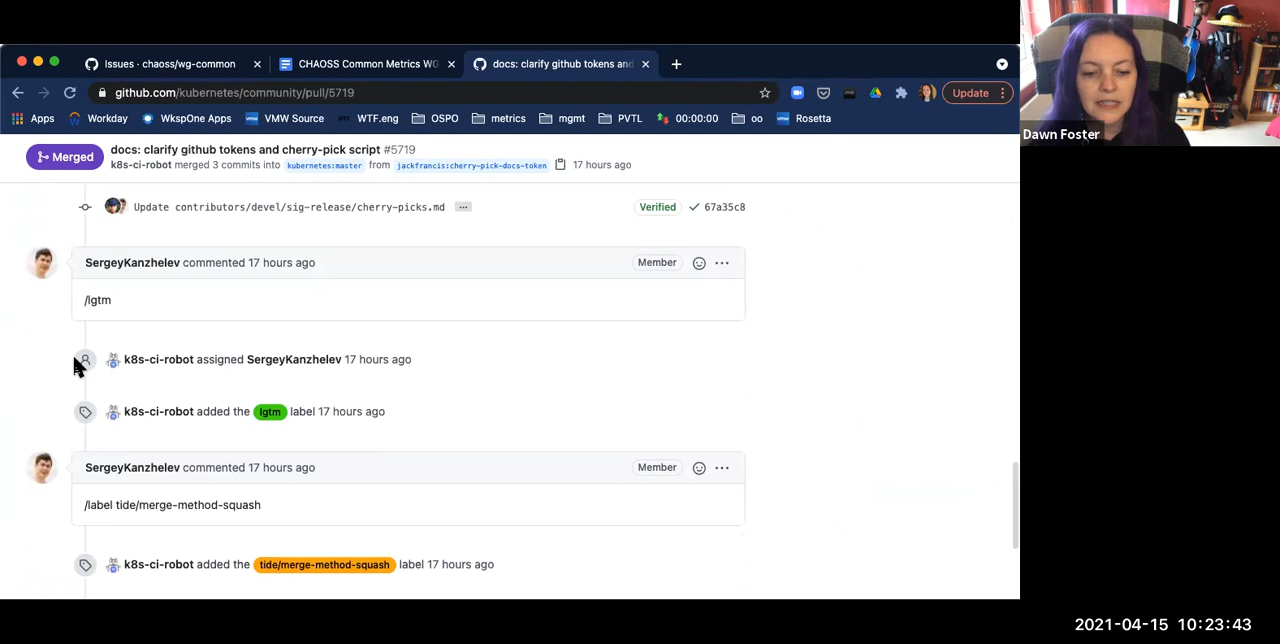 Issues · chaoss/wg-common
CHAOSS Common Metrics WG
docs: clarify github tokens and
github.com/kubernetes/community/pull/5719
Update
Apps
Workday
WkspOne Apps
VMW Source
WTF.eng
OSPO
metrics
mgmt
PVTL
00:00:00
oo
Rosetta
Dawn Foster
Merged
docs: clarify github tokens and cherry-pick script #5719
k8s-ci-robot merged 3 commits into kubernetes:master from jackfrancis:cherry-pick-docs-token 17 hours ago
Update contributors/devel/sig-release/cherry-picks.md ... Verified 67a35c8
SergeyKanzhelev commented 17 hours ago Member
/lgtm
k8s-ci-robot assigned SergeyKanzhelev 17 hours ago
k8s-ci-robot added the lgtm label 17 hours ago
SergeyKanzhelev commented 17 hours ago Member
/label tide/merge-method-squash
k8s-ci-robot added the tide/merge-method-squash label 17 hours ago
2021-04-15 10:23:43